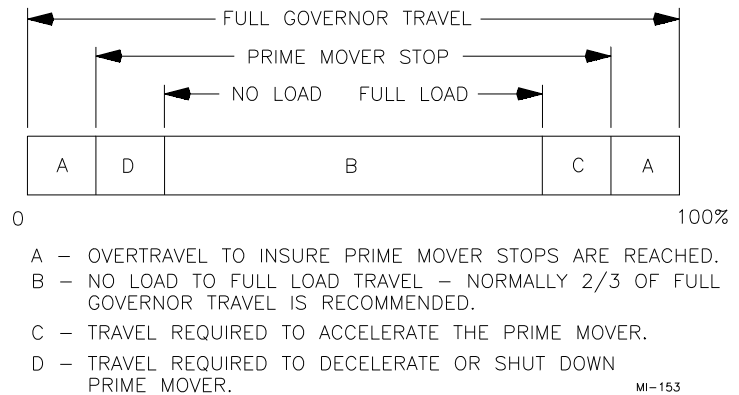 FULL GOVERNOR TRAVEL
PRIME MOVER STOP
NO LOAD FULL LOAD
A D B C A
0 100%
A – OVERTRAVEL TO INSURE PRIME MOVER STOPS ARE REACHED.
B – NO LOAD TO FULL LOAD TRAVEL – NORMALLY 2/3 OF FULL
GOVERNOR TRAVEL IS RECOMMENDED.
C – TRAVEL REQUIRED TO ACCELERATE THE PRIME MOVER.
D – TRAVEL REQUIRED TO DECELERATE OR SHUT DOWN
PRIME MOVER.
MI–153